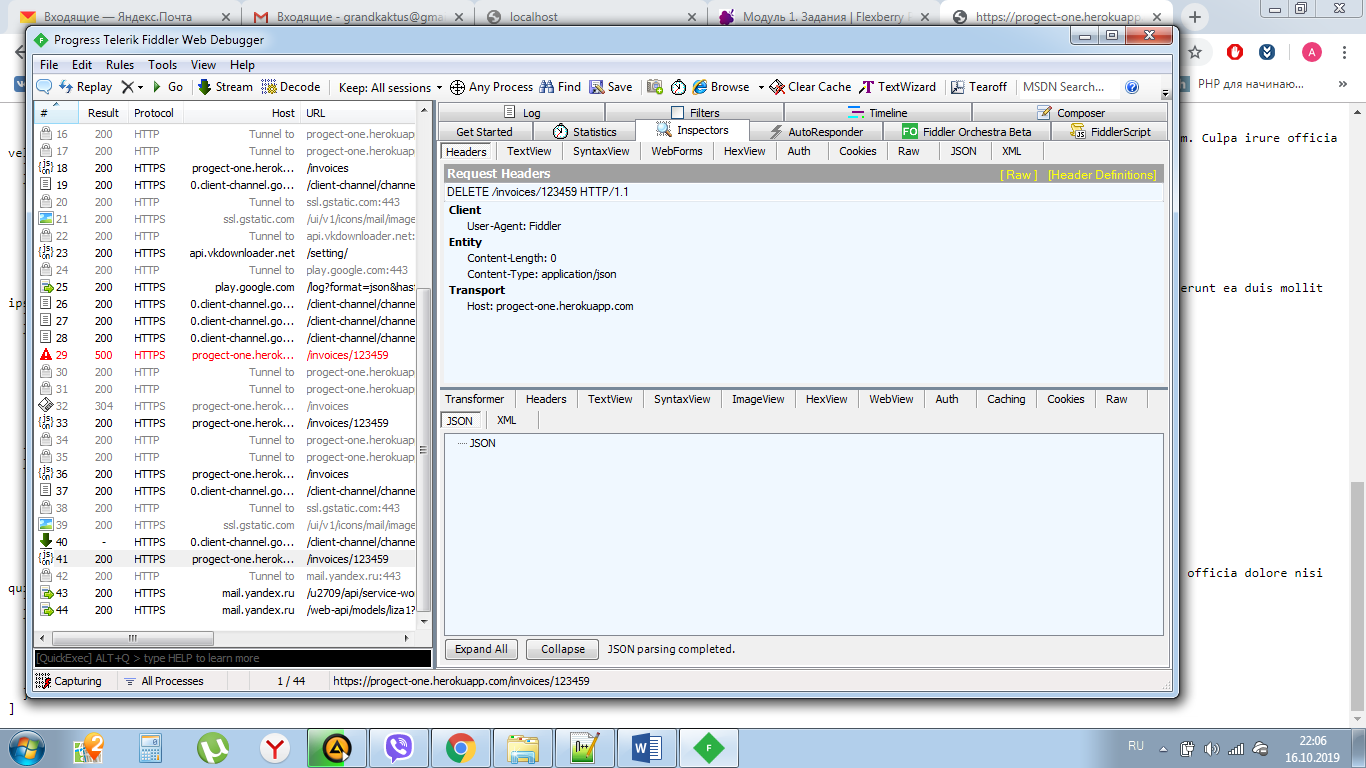 Входящие — Яндекс.Почта
Входящие - grandkaktus@gma
localhost
Модуль 1. Задания | Flexberry
https://progect-one.herokuapp
Progress Telerik Fiddler Web Debugger
File Edit Rules Tools View Help
Replay Go Stream Decode Keep: All sessions Any Process Find Save Browse Clear Cache TextWizard Tearoff MSDN Search...
PHP для начинаю...
# Result Protocol Host URL
16 200 HTTP Tunnel to progect-one.herokuap
17 200 HTTP Tunnel to progect-one.herokuap
18 200 HTTPS progect-one.herok... /invoices
19 200 HTTPS 0.client-channel.go... /client-channel/channe
20 200 HTTP Tunnel to ssl.gstatic.com:443
21 200 HTTPS ssl.gstatic.com /ui/v1/icons/mail/image
22 200 HTTP Tunnel to api.vkdownloader.net:
23 200 HTTPS api.vkdownloader.net /setting/
24 200 HTTP Tunnel to play.google.com:443
25 200 HTTPS play.google.com /log?format=json&has
26 200 HTTPS 0.client-channel.go... /client-channel/channe
27 200 HTTPS 0.client-channel.go... /client-channel/channe
28 200 HTTPS 0.client-channel.go... /client-channel/channe
29 500 HTTPS progect-one.herok... /invoices/123459
30 200 HTTP Tunnel to progect-one.herokuap
31 200 HTTP Tunnel to progect-one.herokuap
32 304 HTTPS progect-one.herok... /invoices
33 200 HTTPS progect-one.herok... /invoices/123459
34 200 HTTP Tunnel to progect-one.herokuap
35 200 HTTP Tunnel to progect-one.herokuap
36 200 HTTPS progect-one.herok... /invoices
37 200 HTTPS 0.client-channel.go... /client-channel/channe
38 200 HTTP Tunnel to ssl.gstatic.com:443
39 200 HTTPS ssl.gstatic.com /ui/v1/icons/mail/image
40 - HTTPS 0.client-channel.go... /client-channel/channe
41 200 HTTPS progect-one.herok... /invoices/123459
42 200 HTTP Tunnel to mail.yandex.ru:443
43 200 HTTPS mail.yandex.ru /u2709/api/service-wo
44 200 HTTPS mail.yandex.ru /web-api/models/liza1?
[QuickExec] ALT+Q > type HELP to learn more
Capturing All Processes 1 / 44 https://progect-one.herokuapp.com/invoices/123459
Log Filters Timeline Composer
Get Started Statistics Inspectors AutoResponder FO Fiddler Orchestra Beta FiddlerScript
Headers TextView SyntaxView WebForms HexView Auth Cookies Raw JSON XML
Request Headers [ Raw ] [Header Definitions]
DELETE /invoices/123459 HTTP/1.1
Client
User-Agent: Fiddler
Entity
Content-Length: 0
Content-Type: application/json
Transport
Host: progect-one.herokuapp.com
Transformer Headers TextView SyntaxView ImageView HexView WebView Auth Caching Cookies Raw
JSON XML
JSON
Expand All Collapse JSON parsing completed.
m. Culpa irure officia
vel
erunt ea duis mollit
ips
officia dolore nisi
qui
]
RU
22:06
16.10.2019